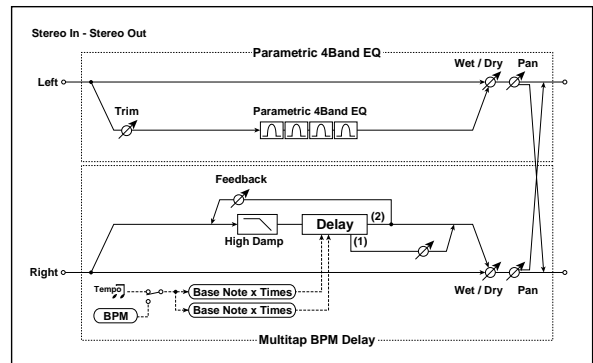 Stereo In - Stereo Out
Parametric 4Band EQ
Wet / Dry Pan
Left
Trim
Parametric 4Band EQ
Feedback
Delay (2)
(1)
High Damp
Right
Tempo
Base Note x Times
BPM
Base Note x Times
Wet / Dry Pan
Multitap BPM Delay